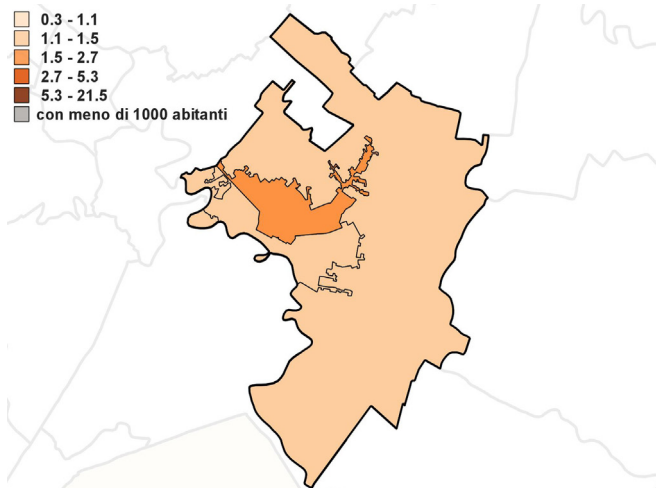 0.3 - 1.1
1.1 - 1.5
1.5 - 2.7
2.7 - 5.3
5.3 - 21.5
con meno di 1000 abitanti